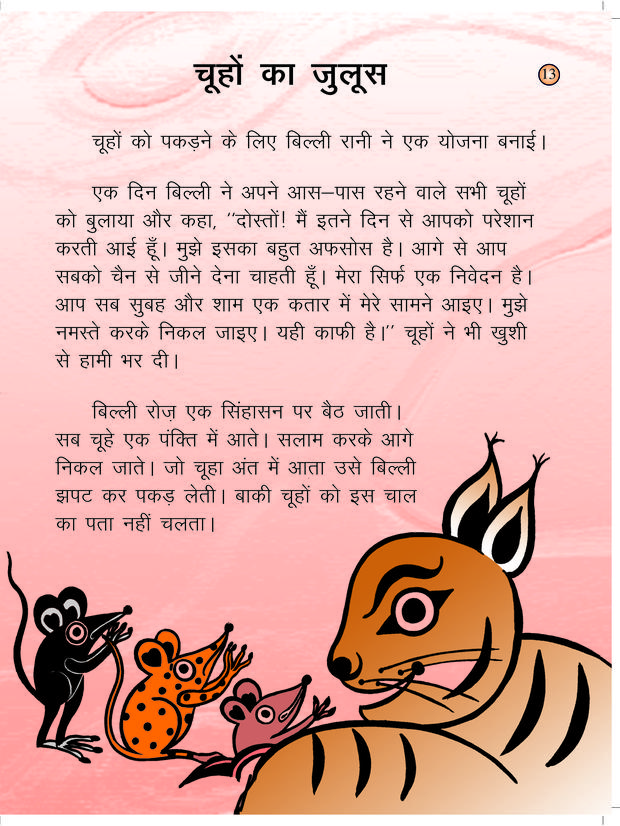 चूहों का जुलूस
13
चूहों को पकड़ने के लिए बिल्ली रानी ने एक योजना बनाई।
एक दिन बिल्ली ने अपने आस–पास रहने वाले सभी चूहों
को बुलाया और कहा, "दोस्तों! मैं इतने दिन से आपको परेशान
करती आई हूँ। मुझे इसका बहुत अफसोस है। आगे से आप
सबको चैन से जीने देना चाहती हूँ। मेरा सिर्फ एक निवेदन है।
आप सब सुबह और शाम एक कतार में मेरे सामने आइए। मुझे
नमस्ते करके निकल जाइए। यही काफी है।" चूहों ने भी खुशी
से हामी भर दी।
बिल्ली रोज़ एक सिंहासन पर बैठ जाती।
सब चूहे एक पंक्ति में आते। सलाम करके आगे
निकल जाते। जो चूहा अंत में आता उसे बिल्ली
झपट कर पकड़ लेती। बाकी चूहों को इस चाल
का पता नहीं चलता।